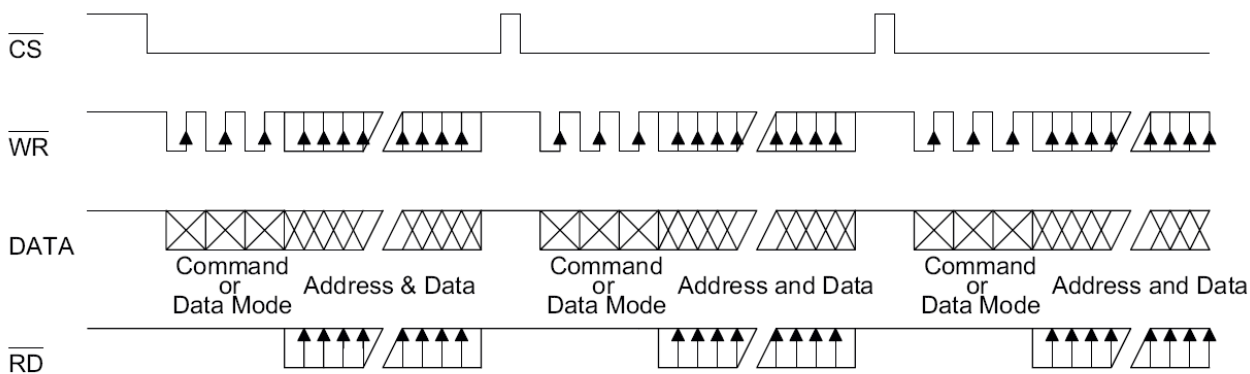 CS
WR
DATA
Command
or
Data Mode
Address & Data
Command
or
Data Mode
Address and Data
Command
or
Data Mode
Address and Data
RD